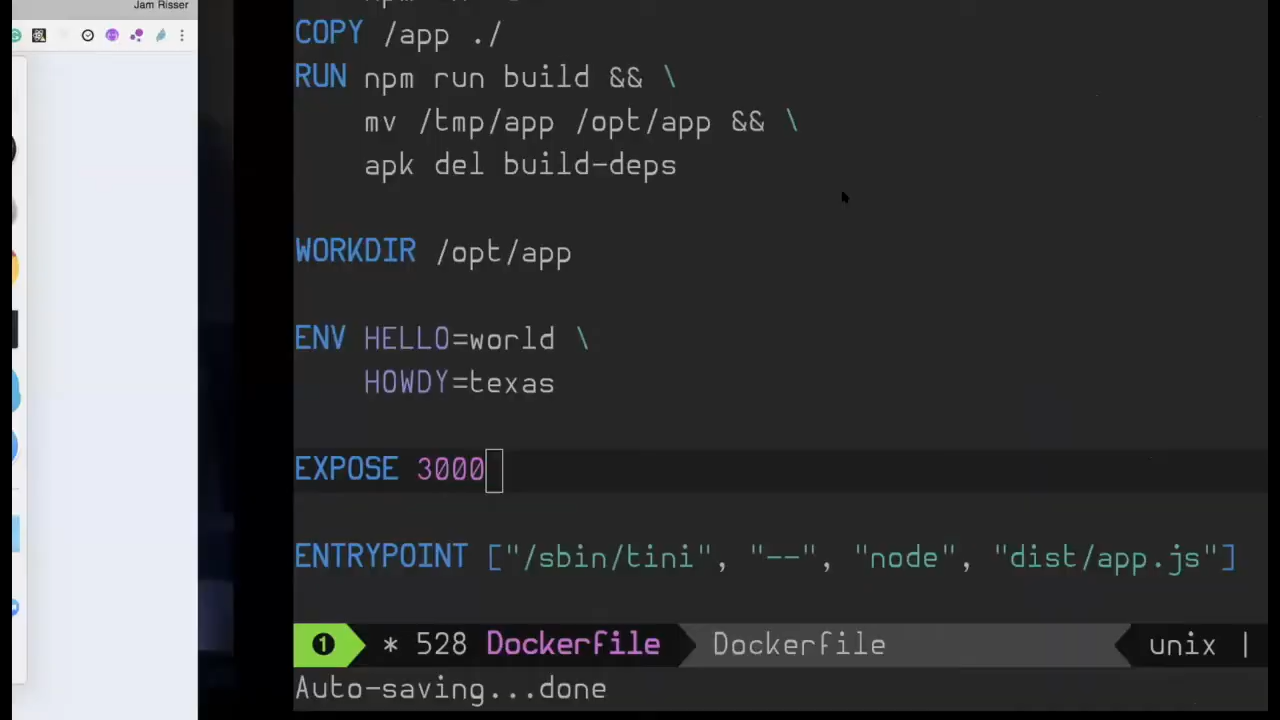 Jam Risser
COPY /app ./
RUN npm run build && \
mv /tmp/app /opt/app && \
apk del build-deps
WORKDIR /opt/app
ENV HELLO=world \
HOWDY=texas
EXPOSE 3000
ENTRYPOINT ["/sbin/tini", "--", "node", "dist/app.js"]
1 * 528 Dockerfile Dockerfile unix |
Auto-saving...done